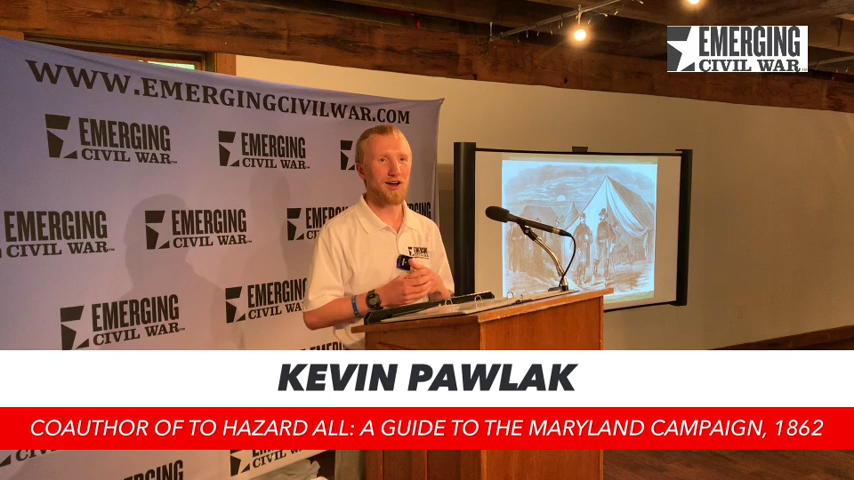 EMERGING
CIVIL WAR
WWW.EMERGINGCIVILWAR.COM
EMERGING
CIVIL WAR
EMERGING
CIVIL WAR
EMERGING
CIVIL WAR
EMERGING
CIVIL WAR
EMERGING
EMERGING
CIVIL WAR
EMERGING
CIVIL WAR
EMERGING
CIVIL WAR
KEVIN PAWLAK
COAUTHOR OF TO HAZARD ALL: A GUIDE TO THE MARYLAND CAMPAIGN, 1862
EMERGING
CIVIL WAR